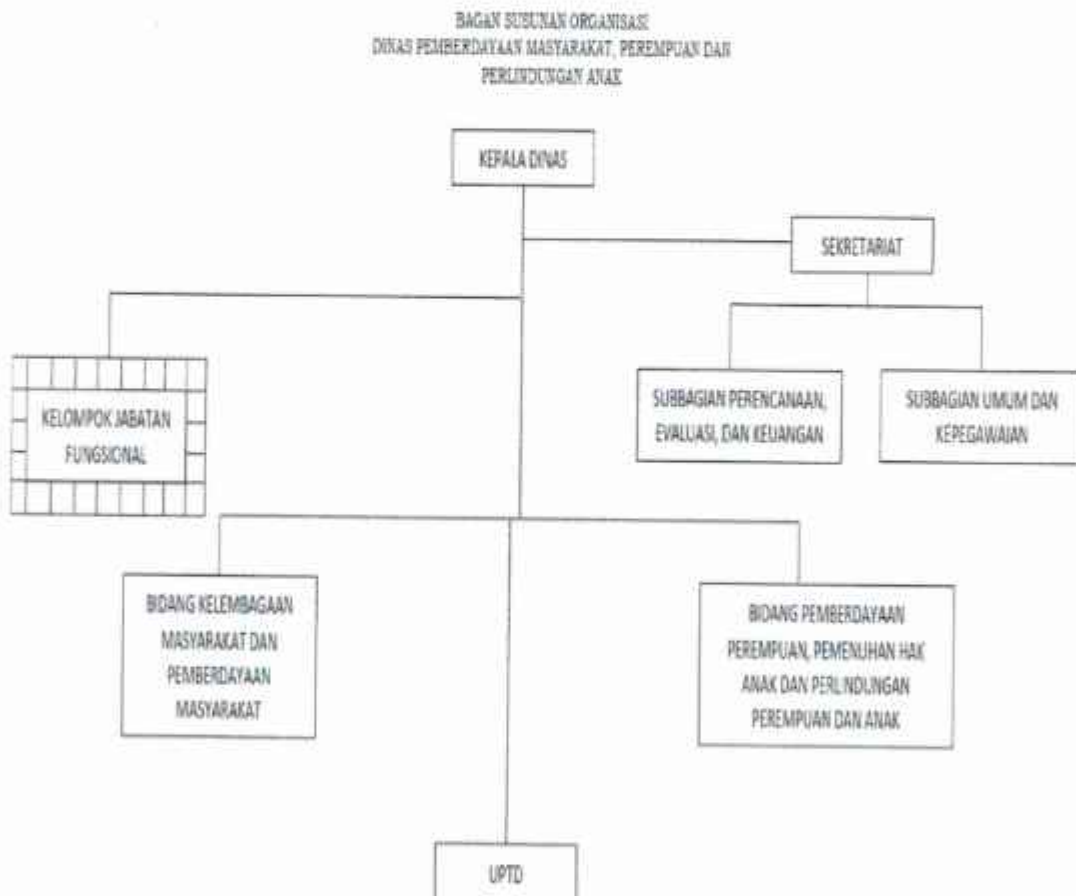 BAGAN SUSUNAN ORGANISASI
DINAS PEMBERDAYAAN MASYARAKAT, PEREMPUAN DAN
PERLINDUNGAN ANAK
KEPALA DINAS
SEKRETARIAT
KELOMPOK JABATAN
FUNGSIONAL
SUBBAGIAN PERENCANAAN,
EVALUASI, DAN KEUANGAN
SUBBAGIAN UMUM DAN
KEPEGAWAIAN
BIDANG KELEMBAGAAN
MASYARAKAT DAN
PEMBERDAYAAN
MASYARAKAT
BIDANG PEMBERDAYAAN
PEREMPUAN, PEMENUHAN HAK
ANAK DAN PERLINDUNGAN
PEREMPUAN DAN ANAK
UPTD